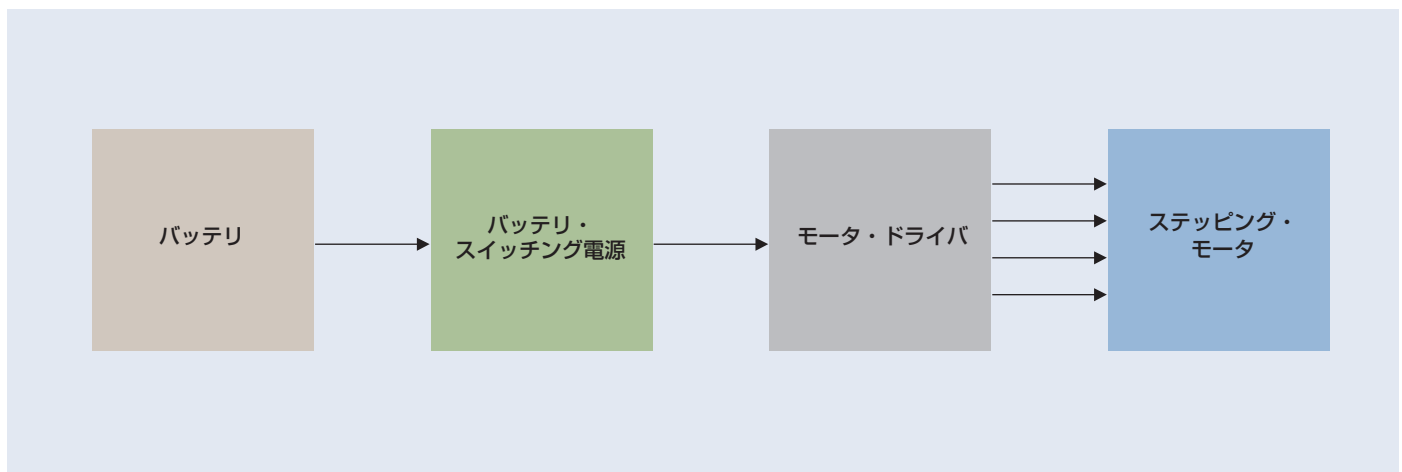 バッテリ
バッテリ・
スイッチング電源
モータ・ドライバ
ステッピング・
モータ